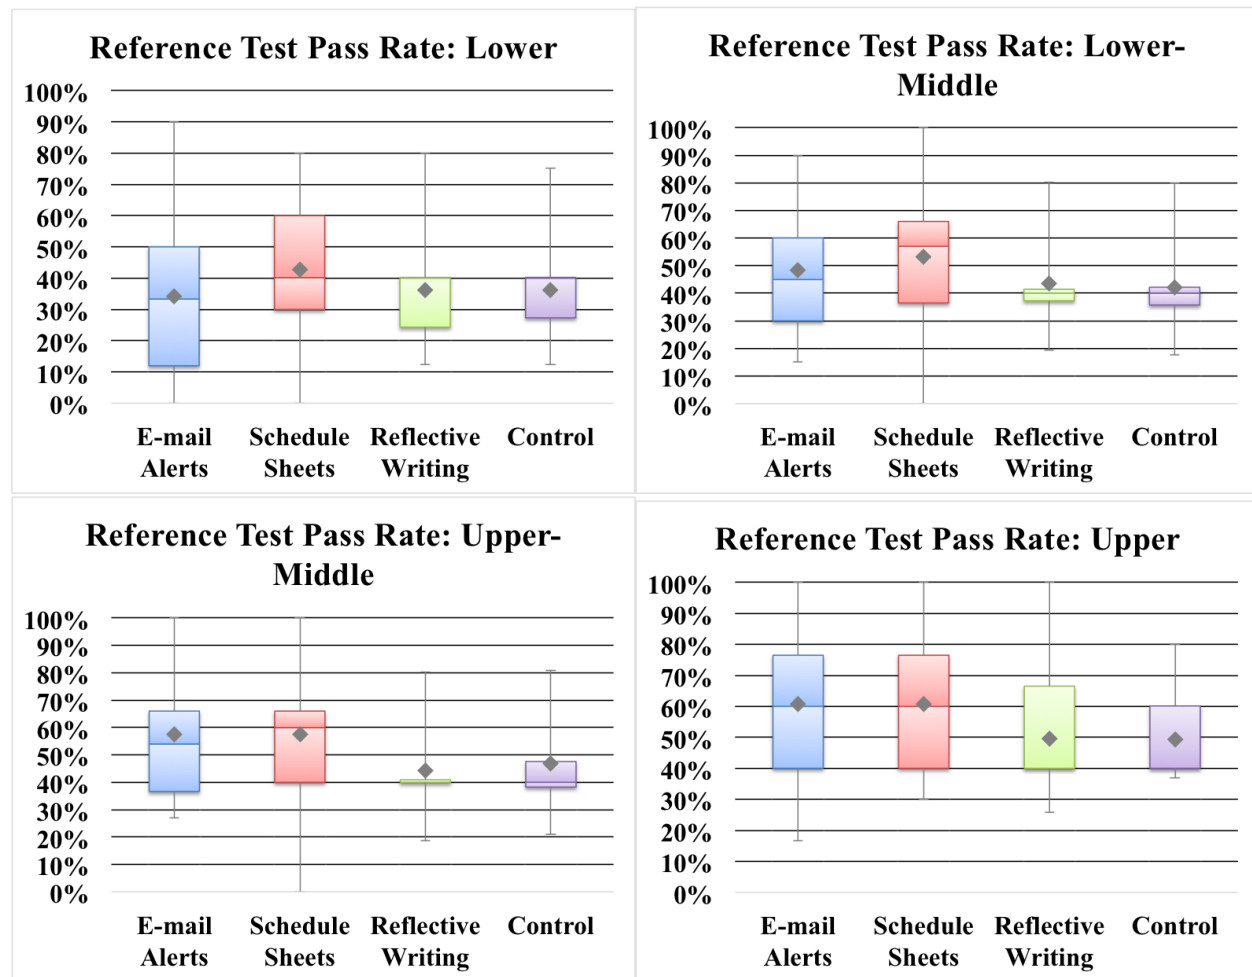 Reference Test Pass Rate: Lower
100%
90%
80%
70%
60%
50%
40%
30%
20%
10%
0%
E-mail Alerts
Schedule Sheets
Reflective Writing
Control
Reference Test Pass Rate: Lower-
Middle
100%
90%
80%
70%
60%
50%
40%
30%
20%
10%
0%
E-mail Alerts
Schedule Sheets
Reflective Writing
Control
Reference Test Pass Rate: Upper-
Middle
100%
90%
80%
70%
60%
50%
40%
30%
20%
10%
0%
E-mail Alerts
Schedule Sheets
Reflective Writing
Control
Reference Test Pass Rate: Upper
100%
90%
80%
70%
60%
50%
40%
30%
20%
10%
0%
E-mail Alerts
Schedule Sheets
Reflective Writing
Control